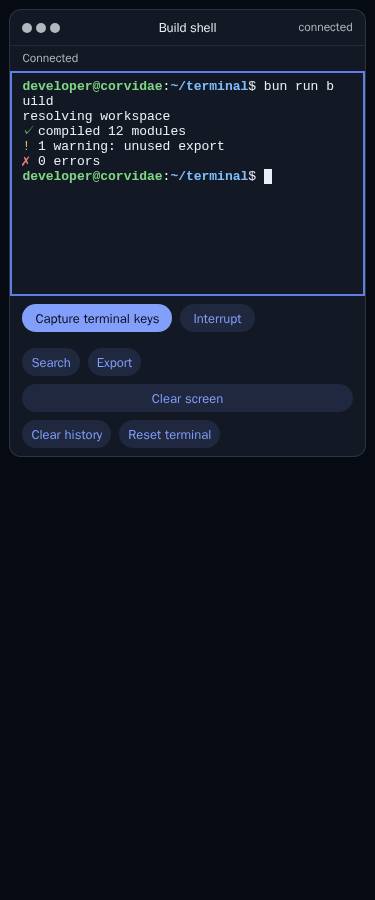 Build shell
connected
Connected
developer@corvidae:~/terminal$ bun run b
uild
resolving workspace
✓ compiled 12 modules
! 1 warning: unused export
✗ 0 errors
developer@corvidae:~/terminal$
Capture terminal keys
Interrupt
Search
Export
Clear screen
Clear history
Reset terminal